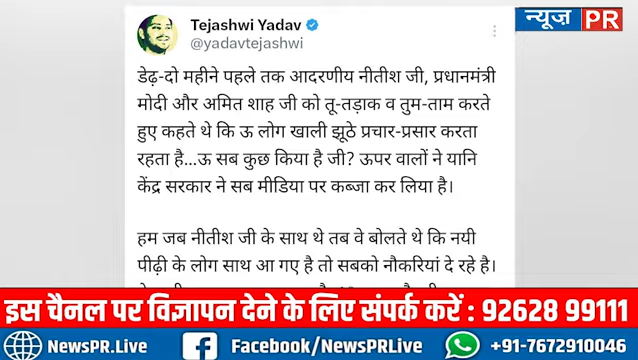 न्यूज़ PR
Tejashwi Yadav
@yadavtejashwi
डेढ़-दो महीने पहले तक आदरणीय नीतीश जी, प्रधानमंत्री
मोदी और अमित शाह जी को तू-तड़ाक व तुम-ताम करते
हुए कहते थे कि ऊ लोग खाली झूठे प्रचार-प्रसार करता
रहता है...ऊ सब कुछ किया है जी? ऊपर वालों ने यानि
केंद्र सरकार ने सब मीडिया पर कब्जा कर लिया है।
हम जब नीतीश जी के साथ थे तब वे बोलते थे कि नयी
पीढ़ी के लोग साथ आ गए है तो सबको नौकरियां दे रहे है।
इस चैनल पर विज्ञापन देने के लिए संपर्क करें : 92628 99111
NewsPR.Live Facebook/NewsPR.Live +91-7672910046